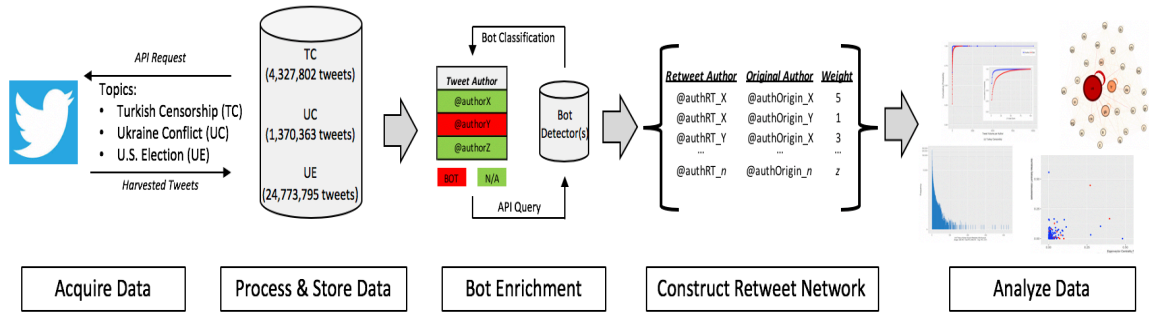 API Request
Topics:
• Turkish Censorship (TC)
• Ukraine Conflict (UC)
• U.S. Election (UE)
Harvested Tweets
TC
(4,327,802 tweets)
UC
(1,370,363 tweets)
UE
(24,773,795 tweets)
Bot Classification
Tweet Author
@authorX
@authorY
@authorZ
BOT N/A
Bot
Detector(s)
API Query
Retweet Author Original Author Weight
@authRT_X @authOrigin_X 5
@authRT_X @authOrigin_Y 1
@authRT_Y @authOrigin_X 3
... ... ...
@authRT_n @authOrigin_n z
Acquire Data
Process & Store Data
Bot Enrichment
Construct Retweet Network
Analyze Data